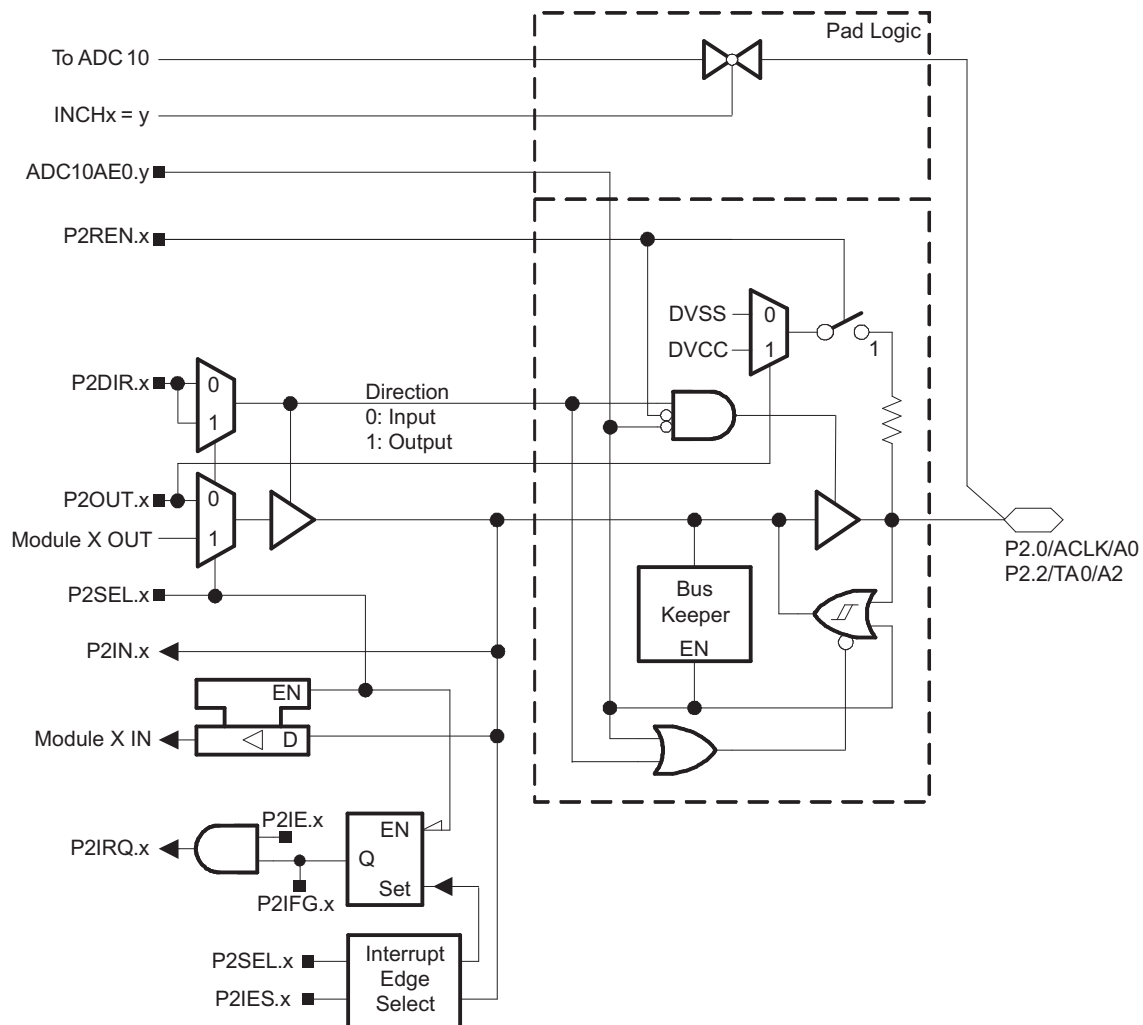 Pad Logic
To ADC 10
INCHx = y
ADC10AE0.y
P2REN.x
DVSS
0
DVCC
1
1
P2DIR.x
0
1
Direction
0: Input
1: Output
P2OUT.x
0
Module X OUT
1
P2SEL.x
P2.0/ACLK/A0
P2.2/TA0/A2
Bus
Keeper
EN
P2IN.x
EN
Module X IN
D
P2IE.x
EN
P2IRQ.x
Q
Set
P2IFG.x
P2SEL.x
P2IES.x
Interrupt
Edge
Select